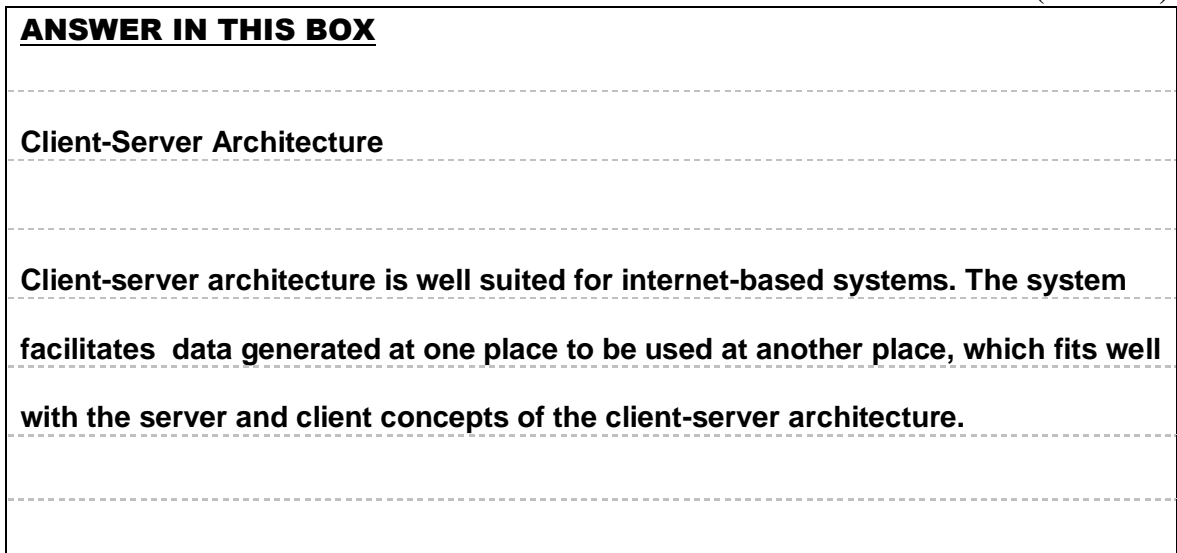 ANSWER IN THIS BOX
Client-Server Architecture
Client-server architecture is well suited for internet-based systems. The system
facilitates  data generated at one place to be used at another place, which fits well
with the server and client concepts of the client-server architecture.